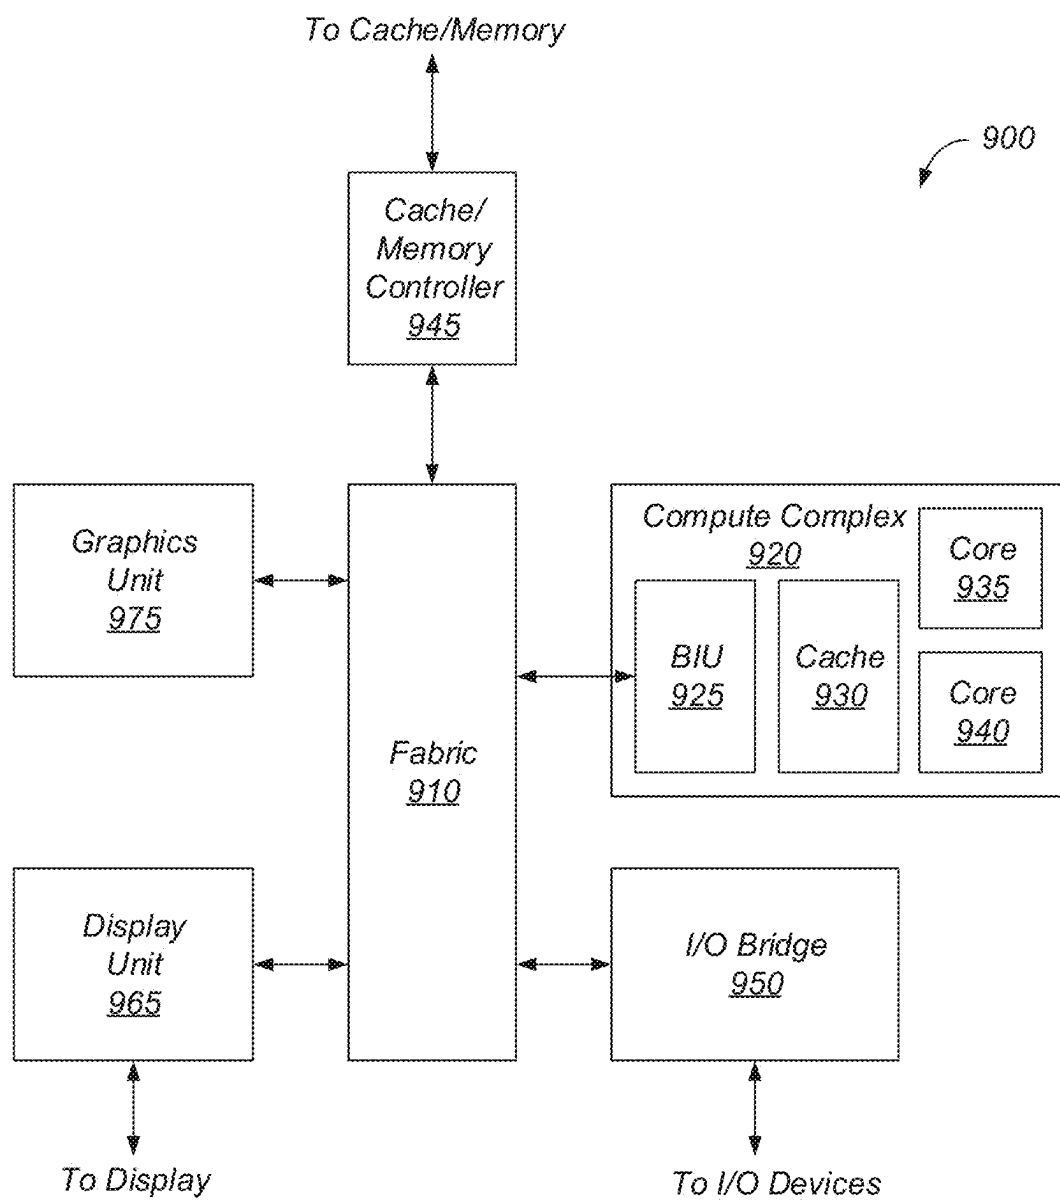 To Cache/Memory
900
Cache/
Memory
Controller
945
Graphics
Unit
975
Compute Complex
920
Core
935
BIU
925
Cache
930
Core
940
Fabric
910
Display
Unit
965
I/O Bridge
950
To Display
To I/O Devices